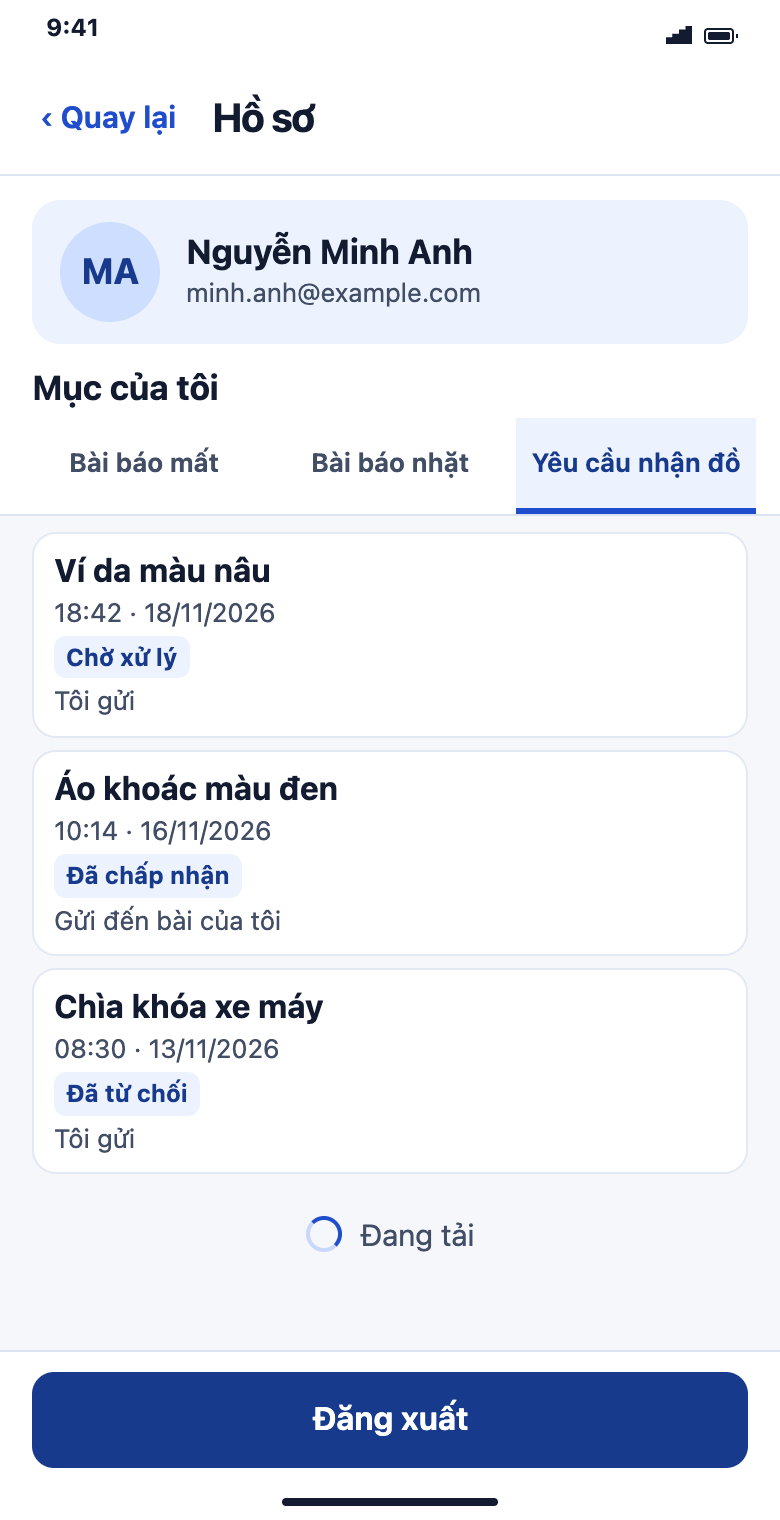 9:41
‹ Quay lại Hồ sơ
MA
Nguyễn Minh Anh
minh.anh@example.com
Mục của tôi
Bài báo mất Bài báo nhặt Yêu cầu nhận đồ
Ví da màu nâu
18:42 · 18/11/2026
Chờ xử lý
Tôi gửi
Áo khoác màu đen
10:14 · 16/11/2026
Đã chấp nhận
Gửi đến bài của tôi
Chìa khóa xe máy
08:30 · 13/11/2026
Đã từ chối
Tôi gửi
Đang tải
Đăng xuất